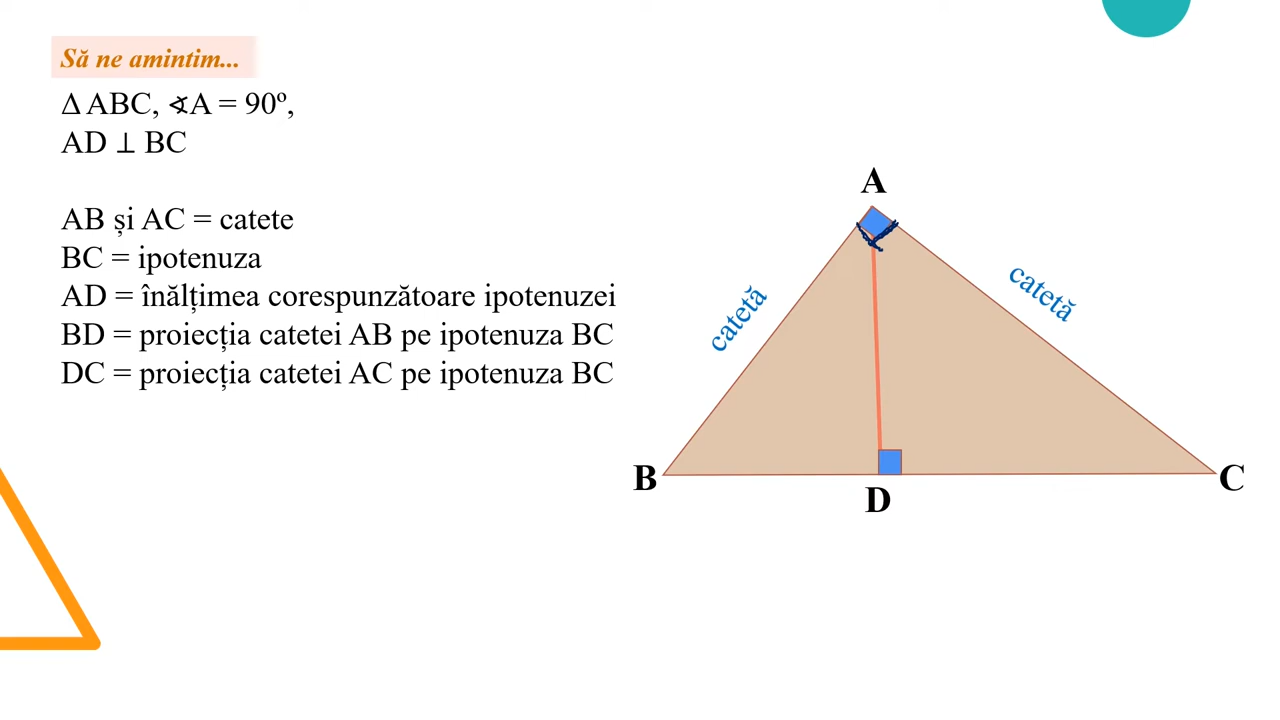 Să ne amintim...
Δ ABC, ∢A = 90º,
AD ⊥ BC
AB și AC = catete
BC = ipotenuza
AD = înălțimea corespunzătoare ipotenuzei
BD = proiecția catetei AB pe ipotenuza BC
DC = proiecția catetei AC pe ipotenuza BC
A
catetă
catetă
B
D
C